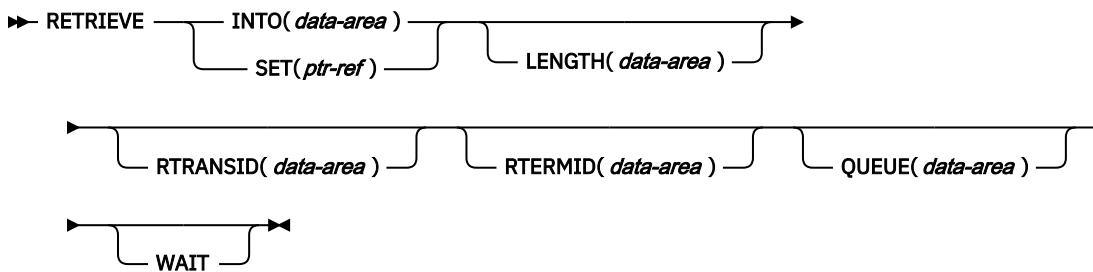 RETRIEVE INTO( data-area )
SET( ptr-ref ) LENGTH( data-area )
RTRANSID( data-area ) RTERMID( data-area ) QUEUE( data-area )
WAIT